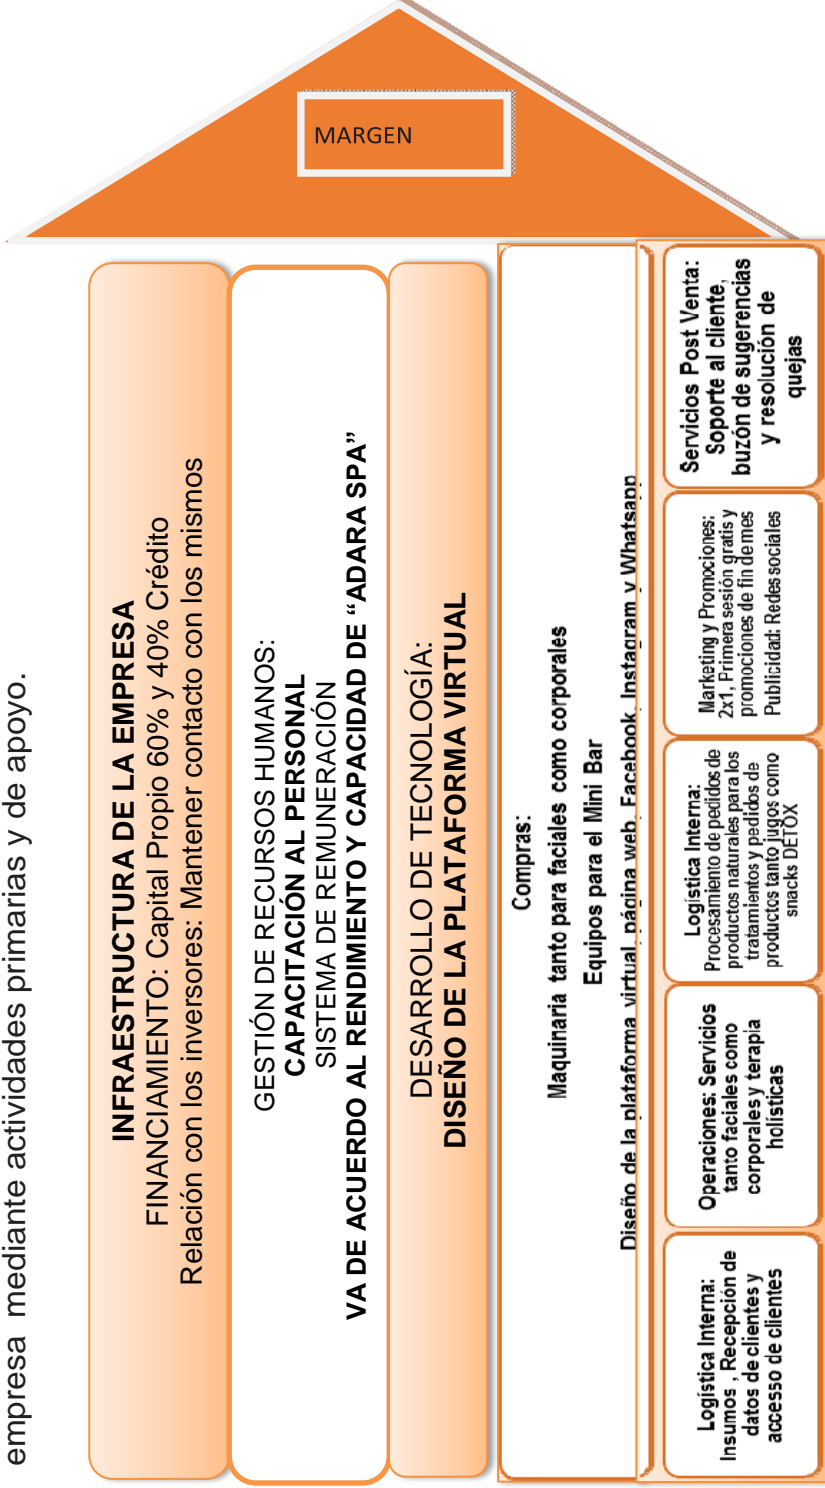 empresa mediante actividades primarias y de apoyo.
INFRAESTRUCTURA DE LA EMPRESA
FINANCIAMIENTO: Capital Propio 60% y 40% Crédito
Relación con los inversores: Mantener contacto con los mismos
GESTIÓN DE RECURSOS HUMANOS:
CAPACITACIÓN AL PERSONAL
SISTEMA DE REMUNERACIÓN
VA DE ACUERDO AL RENDIMIENTO Y CAPACIDAD DE “ADARA SPA”
DESARROLLO DE TECNOLOGÍA:
DISEÑO DE LA PLATAFORMA VIRTUAL
Compras:
Maquinaria tanto para faciales como corporales
Equipos para el Mini Bar
Diseño de la plataforma virtual, página web, Facebook, Instagram y Whatsapp
Logística Interna:
Insumos , Recepción de
datos de clientes y
accesso de clientes
Operaciones: Servicios
tanto faciales como
corporales y terapia
holísticas
Logística Interna:
Procesamiento de pedidos de
productos naturales para los
tratamientos y pedidos de
productos tanto jugos como
snacks DETOX
Marketing y Promociones:
2x1, Primera sesión gratis y
promociones de fin de mes
Publicidad: Redes sociales
Servicios Post Venta:
Soporte al cliente,
buzón de sugerencias
y resolución de
quejas
MARGEN